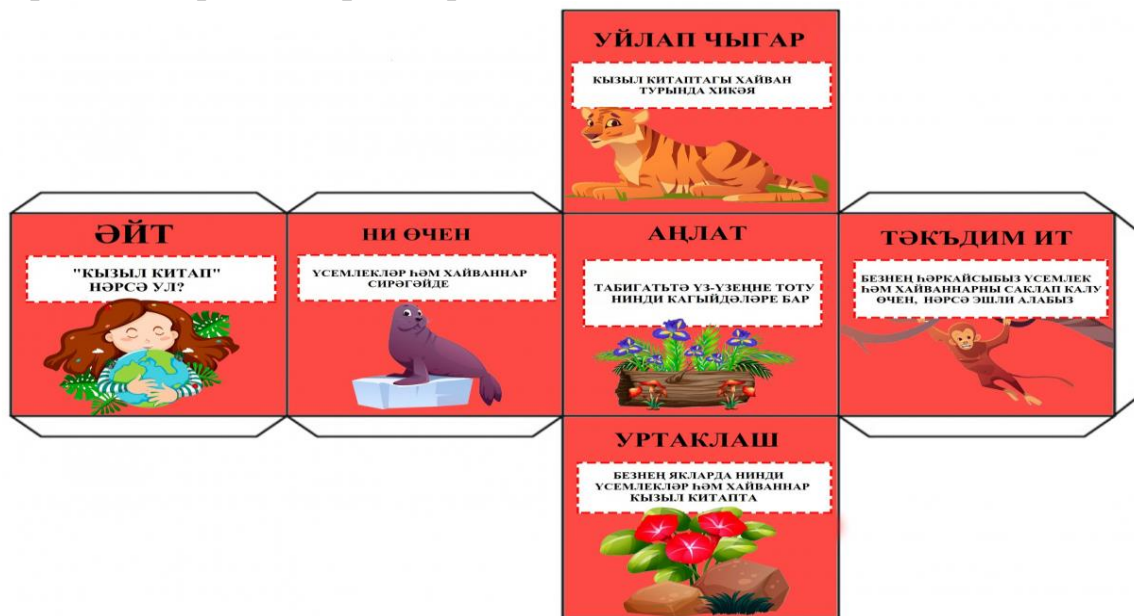 УЙЛАП ЧЫГАР
КЫЗЫЛ КИТАПТАГЫ ХАЙВАН
ТУРЫНДА ХИКӘЯ
ӘЙТ
"КЫЗЫЛ КИТАП"
НӘРСӘ УЛ?
НИ ӨЧЕН
ҮСЕМЛЕКЛӘР ҺӘМ ХАЙВАННАР
СИРӘГӘЙДЕ
АҢЛАТ
ТАБИГАТЬТӘ ҮЗ-ҮЗЕҢНЕ ТОТУ
НИНДИ КАГЫЙДӘЛӘРЕ БАР
ТӘКЪДИМ ИТ
БЕЗНЕҢ ҺӘРКАЙСЫБЫЗ ҮСЕМЛЕК
ҺӘМ ХАЙВАННАРНЫ САКЛАП КАЛУ
ӨЧЕН, НӘРСӘ ЭШЛИ АЛАБЫЗ
УРТАКЛАШ
БЕЗНЕҢ ЯКЛАРДА НИНДИ
ҮСЕМЛЕКЛӘР ҺӘМ ХАЙВАННАР
КЫЗЫЛ КИТАПТА